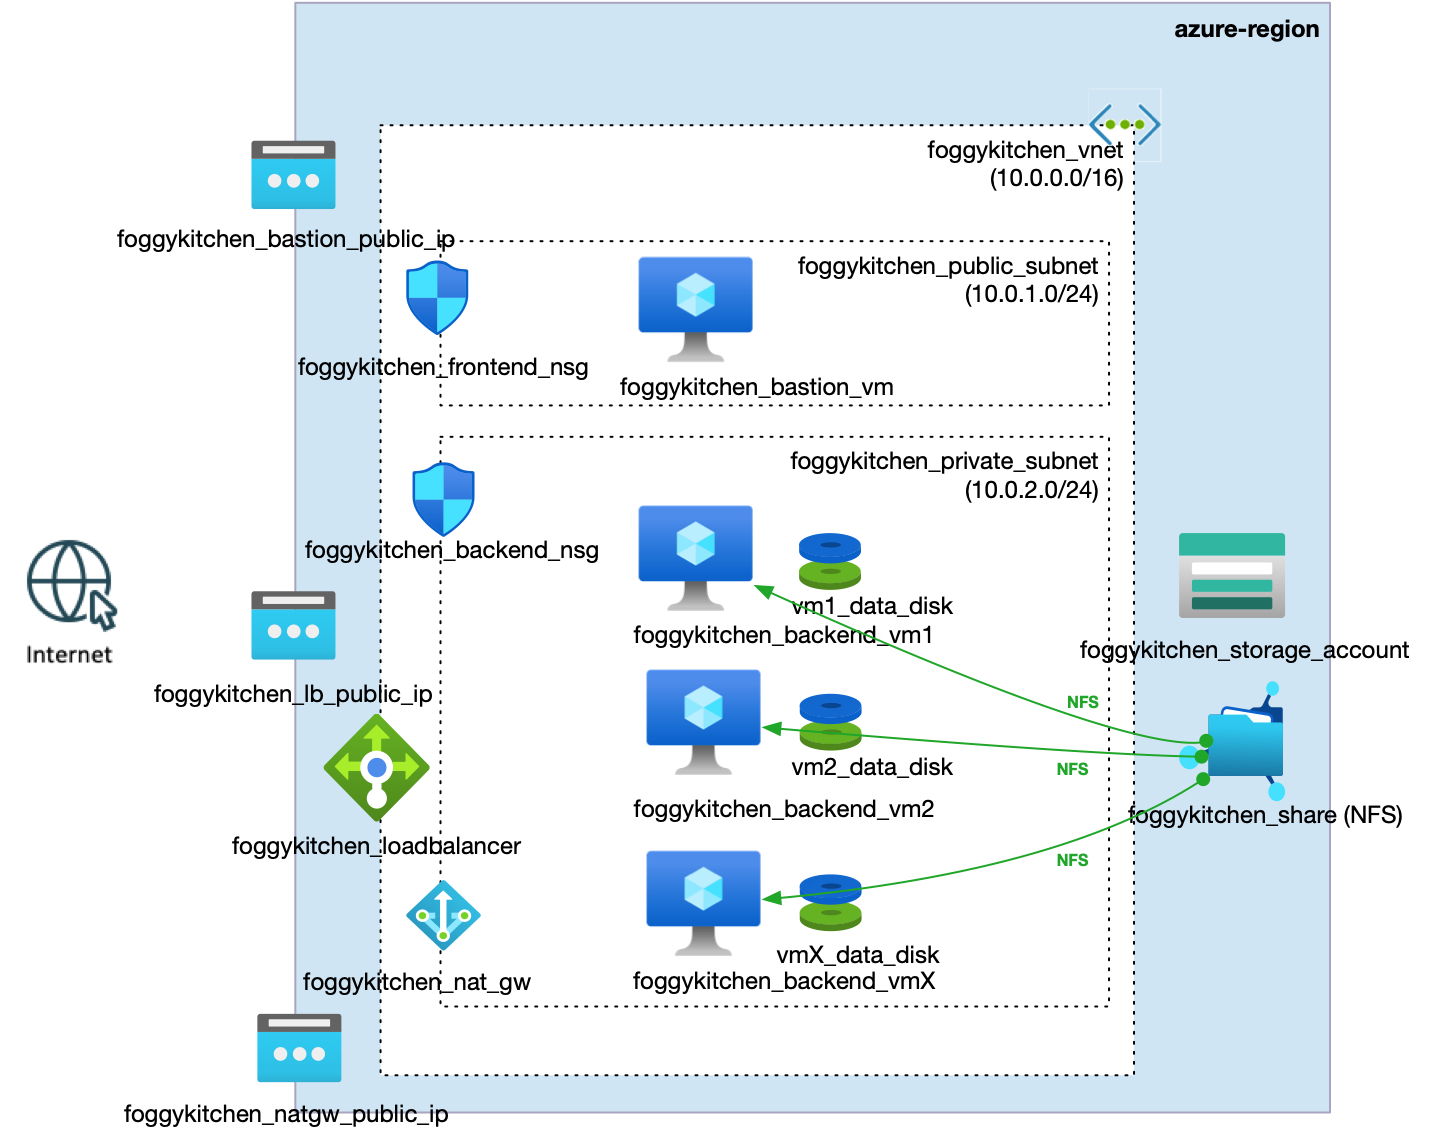 azure-region
foggykitchen_vnet
(10.0.0.0/16)
foggykitchen_bastion_public_ip
foggykitchen_public_subnet
(10.0.1.0/24)
foggykitchen_frontend_nsg
foggykitchen_bastion_vm
foggykitchen_private_subnet
(10.0.2.0/24)
foggykitchen_backend_nsg
vm1_data_disk
foggykitchen_backend_vm1
Internet
foggykitchen_storage_account
foggykitchen_lb_public_ip
NFS
vm2_data_disk
NFS
foggykitchen_backend_vm2
foggykitchen_share (NFS)
foggykitchen_loadbalancer
NFS
vmX_data_disk
foggykitchen_nat_gw
foggykitchen_backend_vmX
foggykitchen_natgw_public_ip